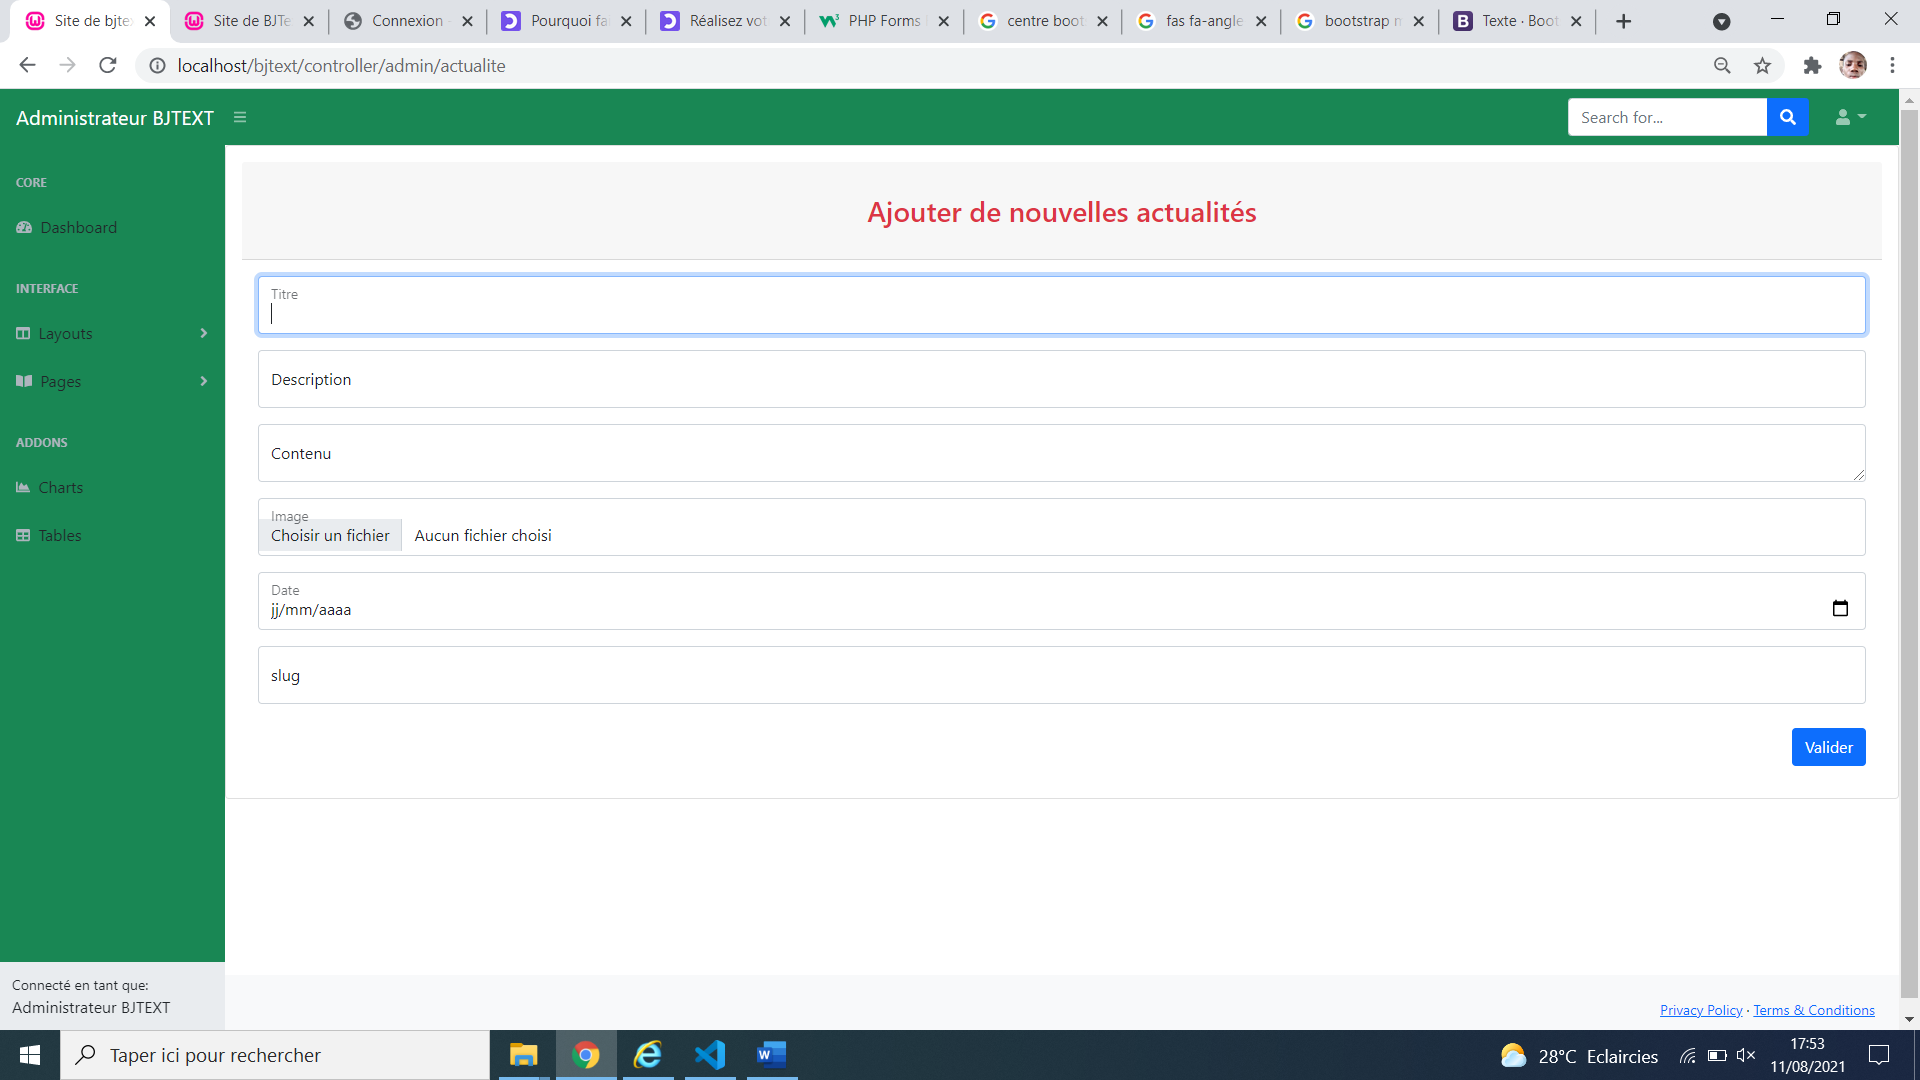 Site de bjte
Site de BJTe
Connexion
Pourquoi fa
Réalisez vot
PHP Forms
centre boot
fas fa-angle
bootstrap m
Texte · Boot
localhost/bjtext/controller/admin/actualite
Administrateur BJTEXT
Search for...
CORE
Dashboard
INTERFACE
Layouts
Pages
ADDONS
Charts
Tables
Connecté en tant que:
Administrateur BJTEXT
Ajouter de nouvelles actualités
Titre
Description
Contenu
Image
Choisir un fichier Aucun fichier choisi
Date
jj/mm/aaaa
slug
Valider
Privacy Policy · Terms & Conditions
Taper ici pour rechercher
28°C Eclaircies
17:53
11/08/2021